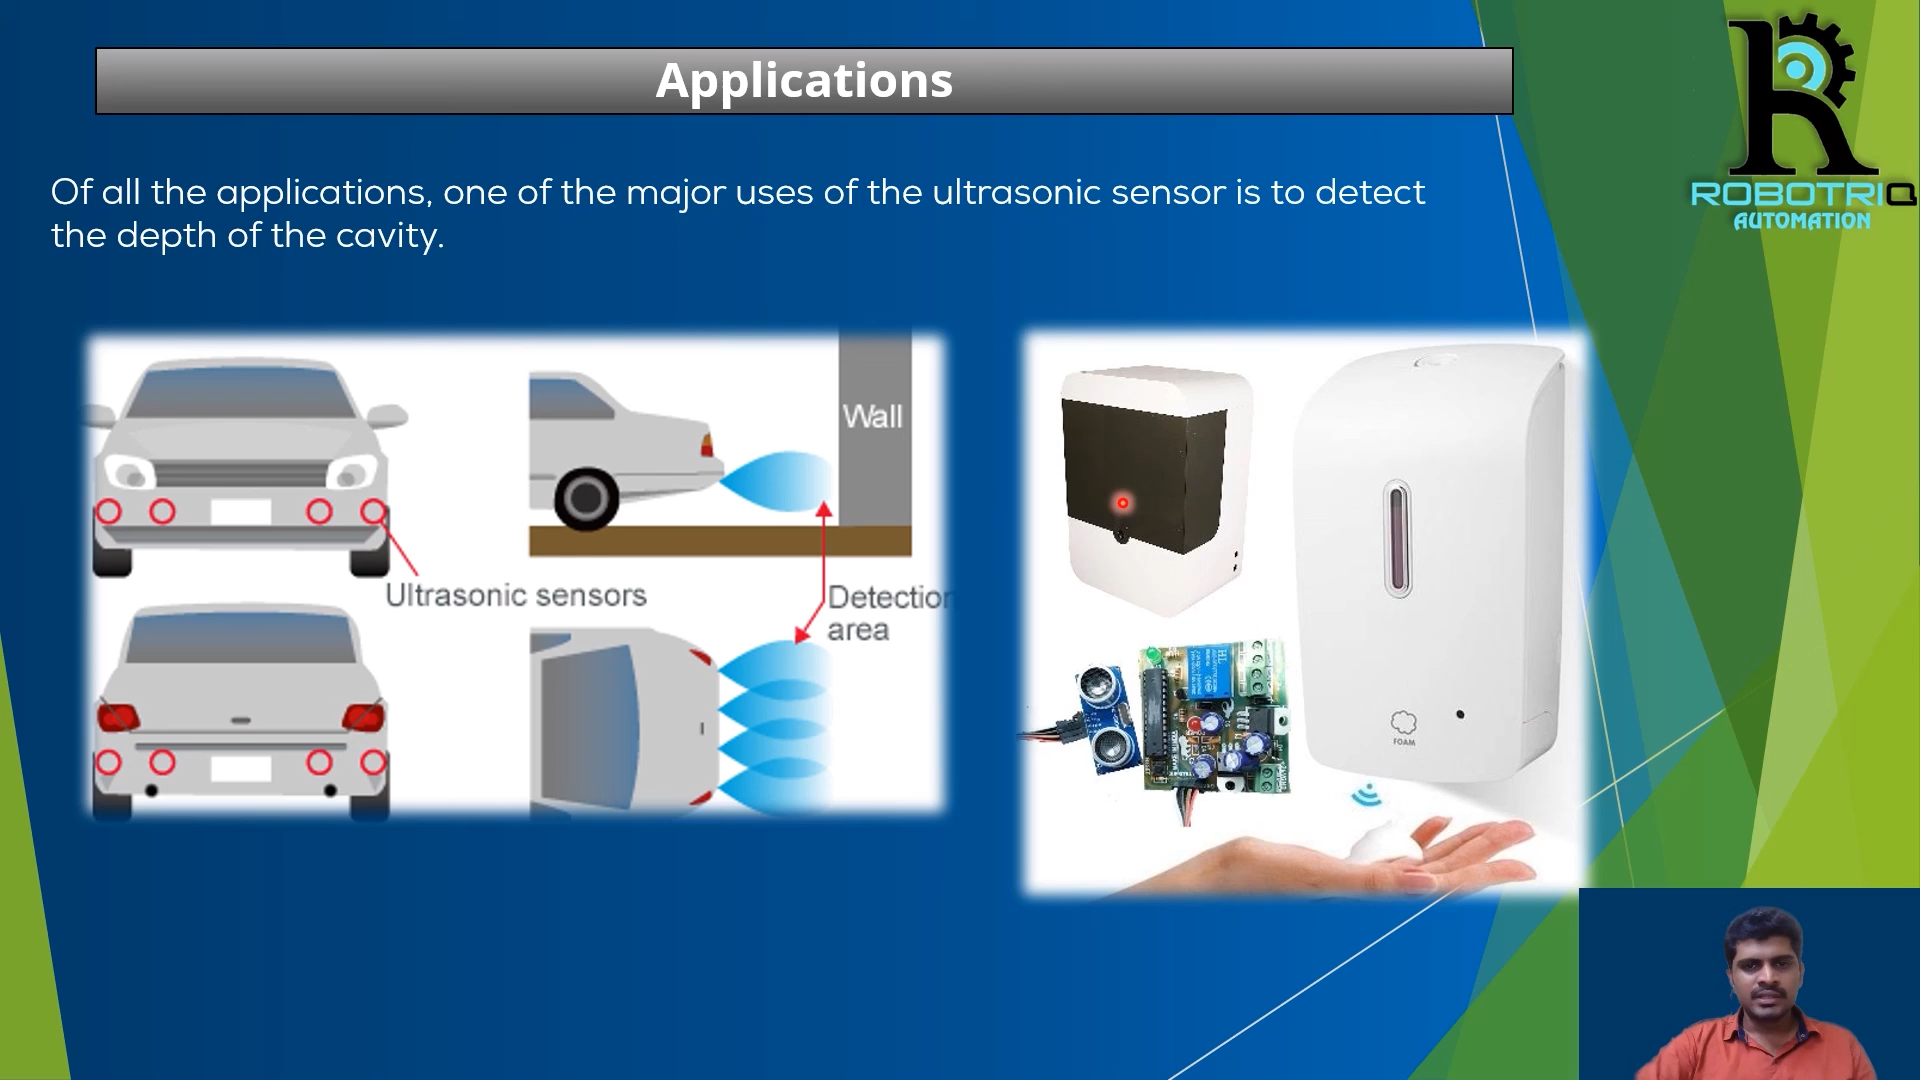 Applications
ROBOTRIQ
AUTOMATION
Of all the applications, one of the major uses of the ultrasonic sensor is to detect
the depth of the cavity.
Wall
Ultrasonic sensors
Detection
area
FOAM